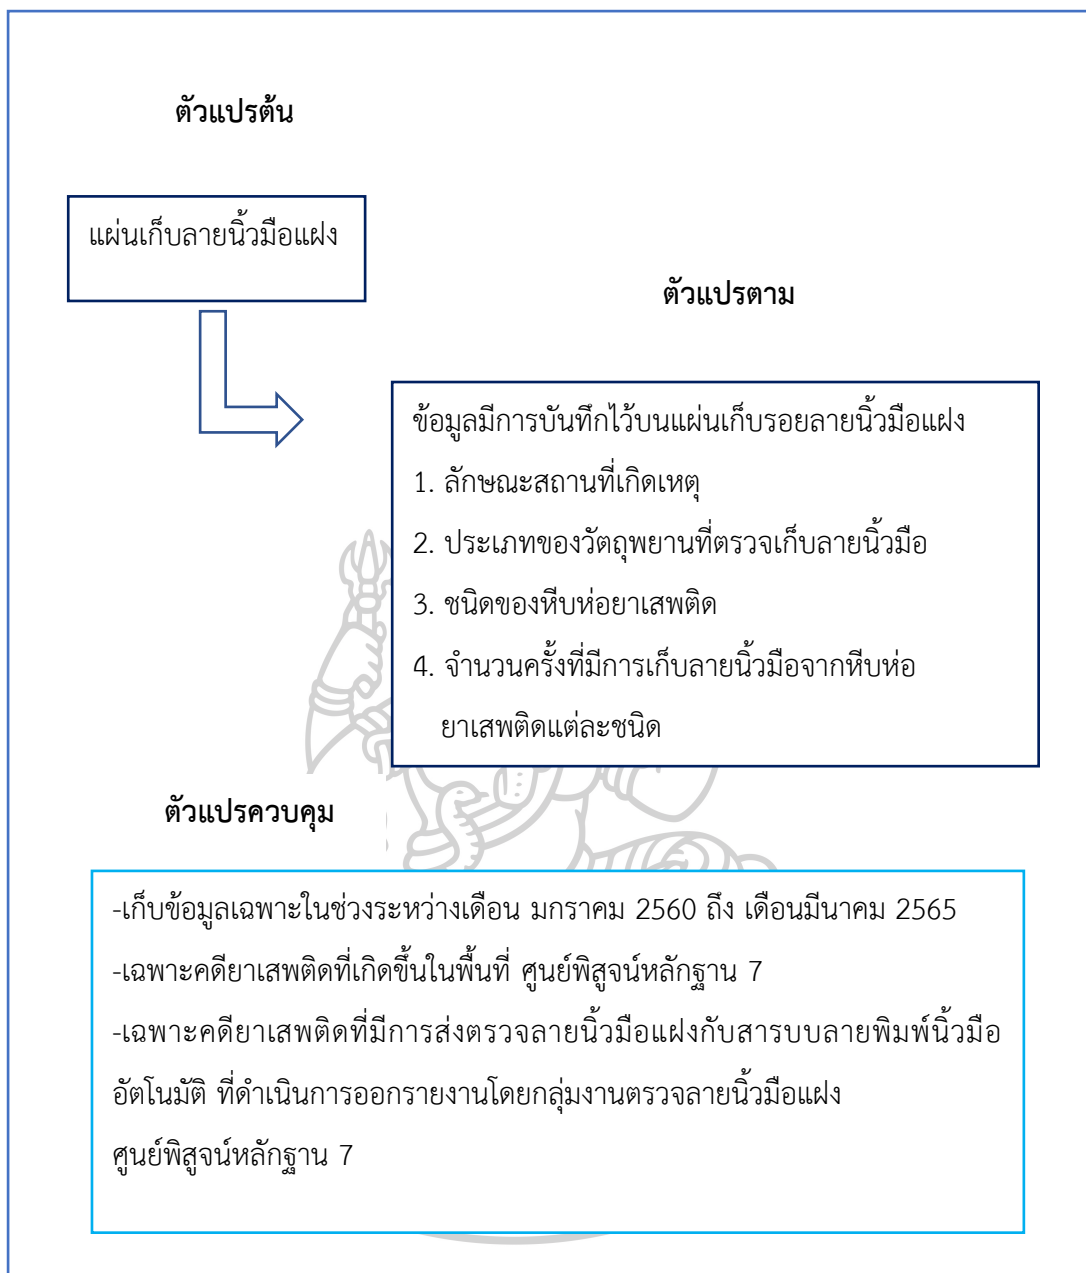 ตัวแปรต้น
แผ่นเก็บลายนิ้วมือแฝง
ตัวแปรตาม
ข้อมูลมีการบันทึกไว้บนแผ่นเก็บรอยลายนิ้วมือแฝง
1. ลักษณะสถานที่เกิดเหตุ
2. ประเภทของวัตถุพยานที่ตรวจเก็บลายนิ้วมือ
3. ชนิดของหีบห่อยาเสพติด
4. จำนวนครั้งที่มีการเก็บลายนิ้วมือจากหีบห่อ
ยาเสพติดแต่ละชนิด
ตัวแปรควบคุม
-เก็บข้อมูลเฉพาะในช่วงระหว่างเดือน มกราคม 2560 ถึง เดือนมีนาคม 2565
-เฉพาะคดียาเสพติดที่เกิดขึ้นในพื้นที่ ศูนย์พิสูจน์หลักฐาน 7
-เฉพาะคดียาเสพติดที่มีการส่งตรวจลายนิ้วมือแฝงกับสารบบลายพิมพ์นิ้วมือ
อัตโนมัติ ที่ดำเนินการออกรายงานโดยกลุ่มงานตรวจลายนิ้วมือแฝง
ศูนย์พิสูจน์หลักฐาน 7